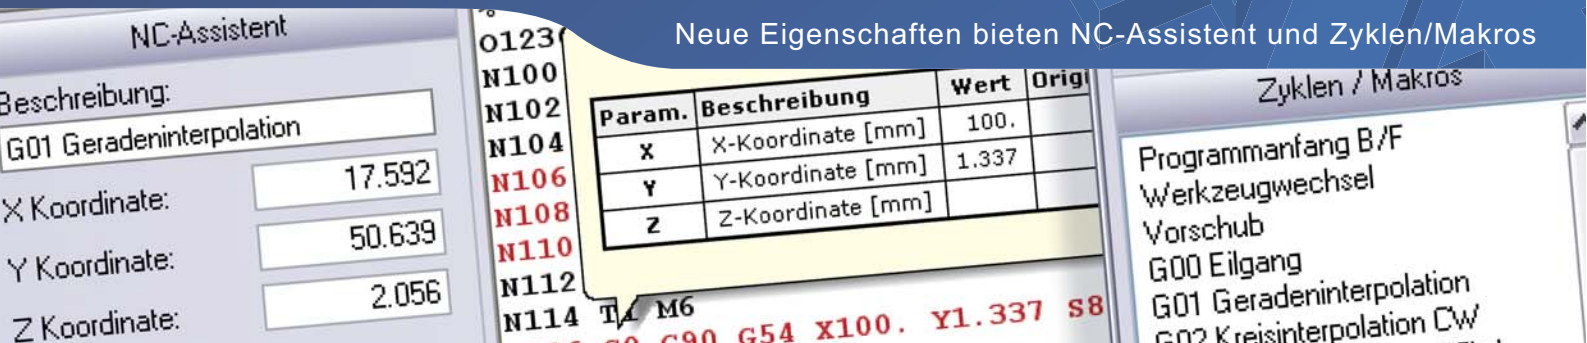 Neue Eigenschaften bieten NC-Assistent und Zyklen/Makros
NC-Assistent
Beschreibung:
G01 Geradeninterpolation
X Koordinate: 17.592
Y Koordinate: 50.639
Z Koordinate: 2.056
%
N100
N102
N104
N106
N108
N110
N112
N114 T1 M6
G90 G54 X100. Y1.337
Param. Beschreibung Wert
X X-Koordinate [mm] 100.
Y Y-Koordinate [mm] 1.337
Z Z-Koordinate [mm]
Zyklen / Makros
Programmanfang B/F
Werkzeugwechsel
Vorschub
G00 Eilgang
G01 Geradeninterpolation
G02 Kreisinterpolation CW